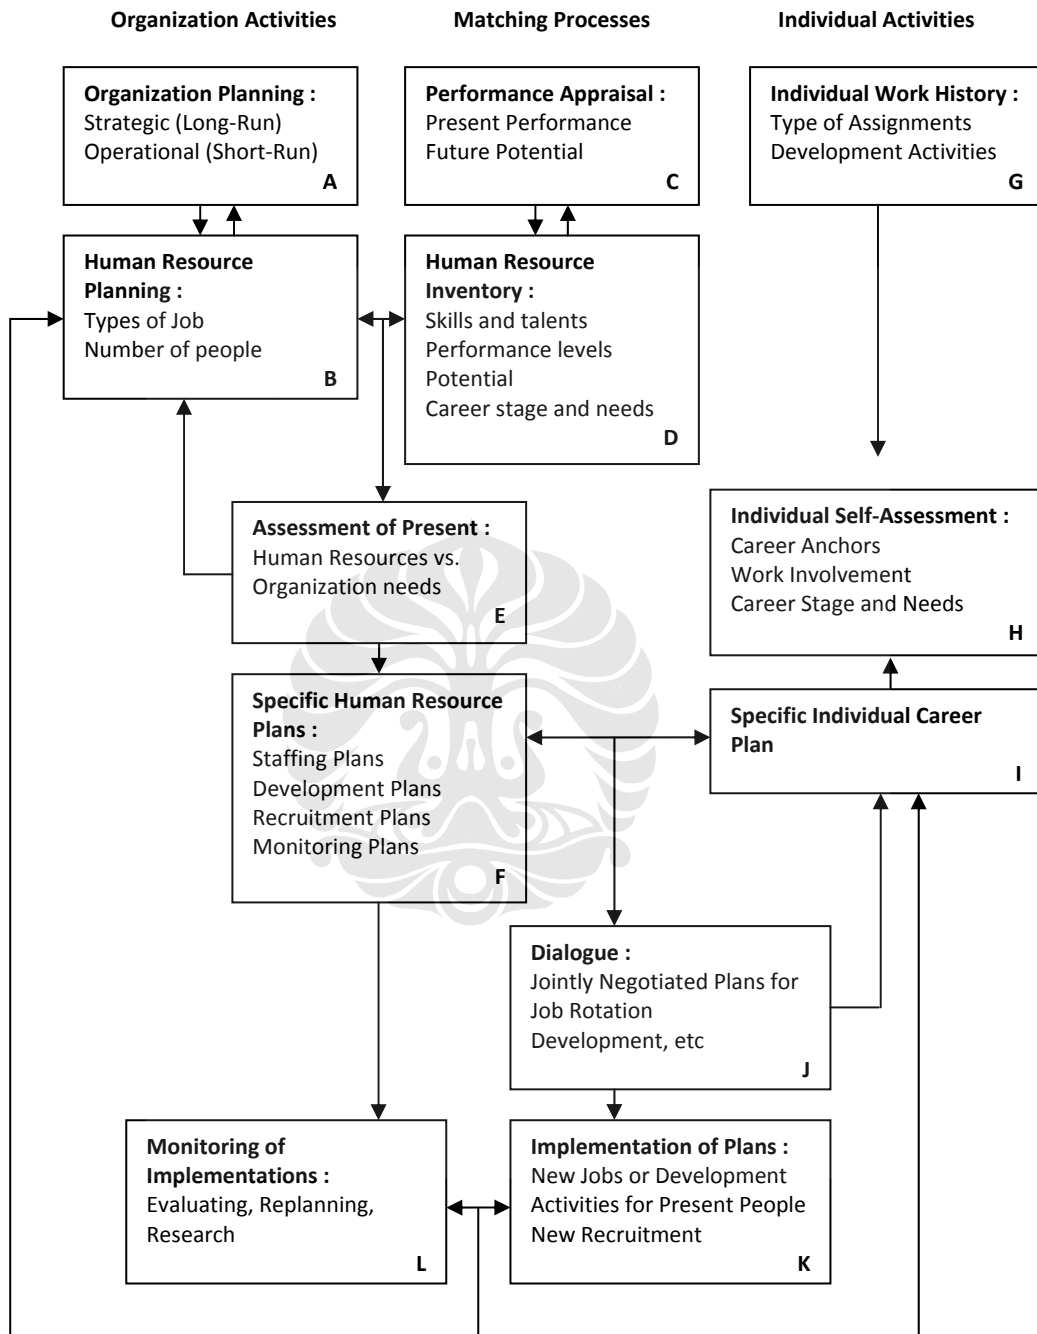 Organization Activities
Matching Processes
Individual Activities
Organization Planning :
Strategic (Long-Run)
Operational (Short-Run)
A
Performance Appraisal :
Present Performance
Future Potential
C
Individual Work History :
Type of Assignments
Development Activities
G
Human Resource
Planning :
Types of Job
Number of people
B
Human Resource
Inventory :
Skills and talents
Performance levels
Potential
Career stage and needs
D
Assessment of Present :
Human Resources vs.
Organization needs
E
Individual Self-Assessment :
Career Anchors
Work Involvement
Career Stage and Needs
H
Specific Human Resource
Plans :
Staffing Plans
Development Plans
Recruitment Plans
Monitoring Plans
F
Specific Individual Career
Plan
I
Dialogue :
Jointly Negotiated Plans for
Job Rotation
Development, etc
J
Monitoring of
Implementations :
Evaluating, Replanning,
Research
L
Implementation of Plans :
New Jobs or Development
Activities for Present People
New Recruitment
K